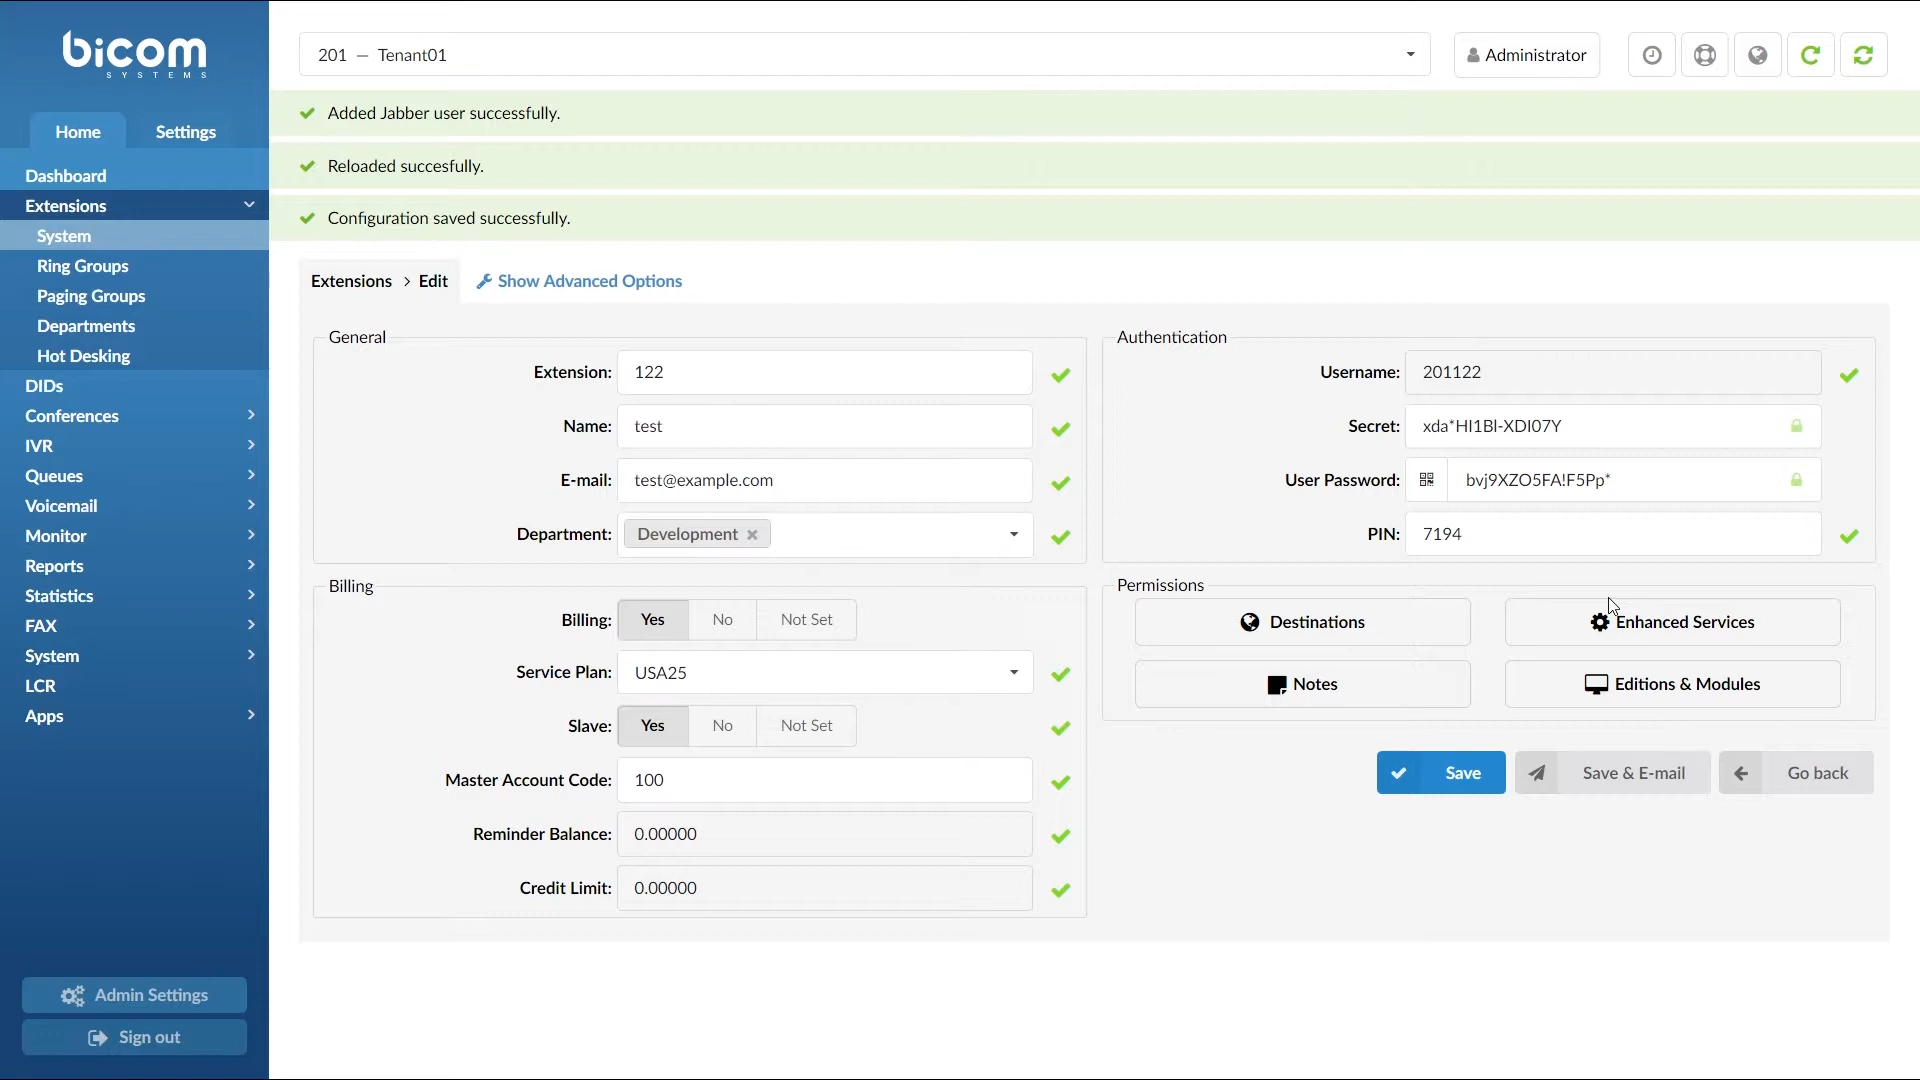 bicom
SYSTEMS
201 — Tenant01
Administrator
Home
Settings
Added Jabber user successfully.
Reloaded succesfully.
Configuration saved successfully.
Dashboard
Extensions
System
Ring Groups
Paging Groups
Departments
Hot Desking
DIDs
Conferences
IVR
Queues
Voicemail
Monitor
Reports
Statistics
FAX
System
LCR
Apps
Admin Settings
Sign out
Extensions > Edit
Show Advanced Options
General
Extension: 122
Name: test
E-mail: test@example.com
Department: Development
Billing
Billing: Yes No Not Set
Service Plan: USA25
Slave: Yes No Not Set
Master Account Code: 100
Reminder Balance: 0.00000
Credit Limit: 0.00000
Authentication
Username: 201122
Secret: xda*HI1Bl-XDI07Y
User Password: bvj9XZO5FA!F5Pp*
PIN: 7194
Permissions
Destinations
Enhanced Services
Notes
Editions & Modules
Save
Save & E-mail
Go back